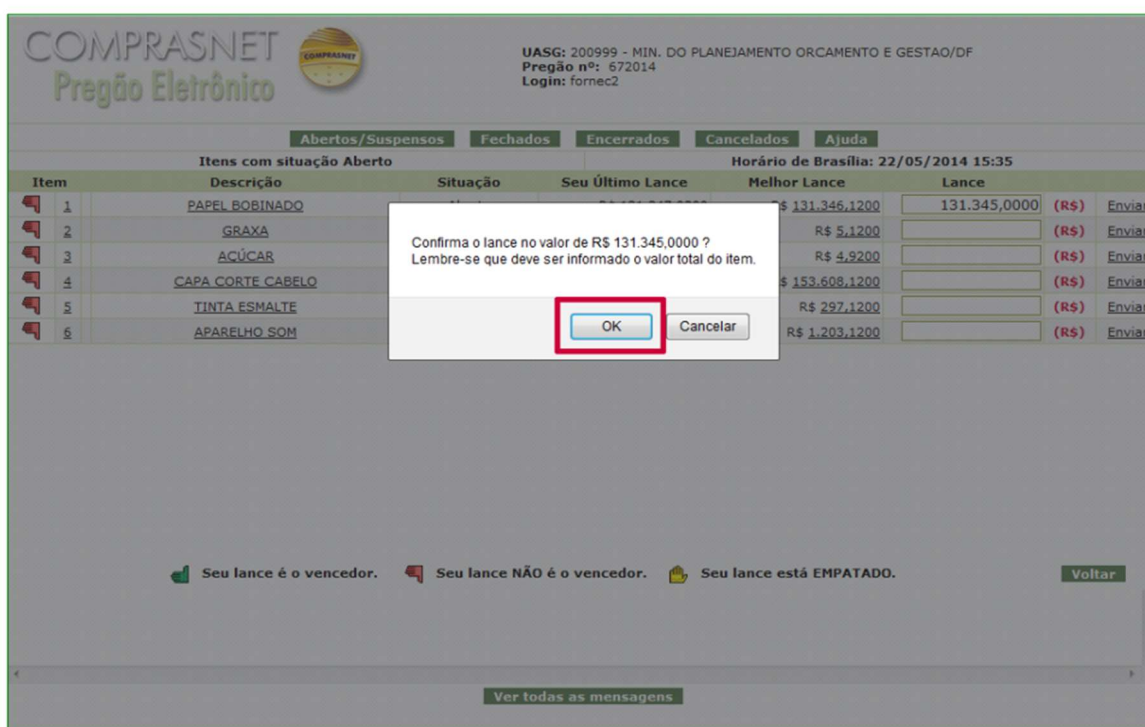 COMPRASNET
COMPRASNET
Pregão Eletrônico
UASG: 200999 - MIN. DO PLANEJAMENTO ORCAMENTO E GESTAO/DF
Pregão nº: 672014
Login: fornec2
Abertos/Suspensos Fechados Encerrados Cancelados Ajuda
Itens com situação Aberto Horário de Brasília: 22/05/2014 15:35
Item Descrição Situação Seu Último Lance Melhor Lance Lance
1 PAPEL BOBINADO R$ 131.346,1200 131.345,0000 (R$) Enviar
2 GRAXA R$ 5,1200 (R$) Enviar
3 AÇÚCAR R$ 4,9200 (R$) Enviar
4 CAPA CORTE CABELO $ 153.608,1200 (R$) Enviar
5 TINTA ESMALTE R$ 297,1200 (R$) Enviar
6 APARELHO SOM R$ 1.203,1200 (R$) Enviar
Confirma o lance no valor de R$ 131.345,0000 ?
Lembre-se que deve ser informado o valor total do item.
OK Cancelar
Seu lance é o vencedor. Seu lance NÃO é o vencedor. Seu lance está EMPATADO. Voltar
Ver todas as mensagens